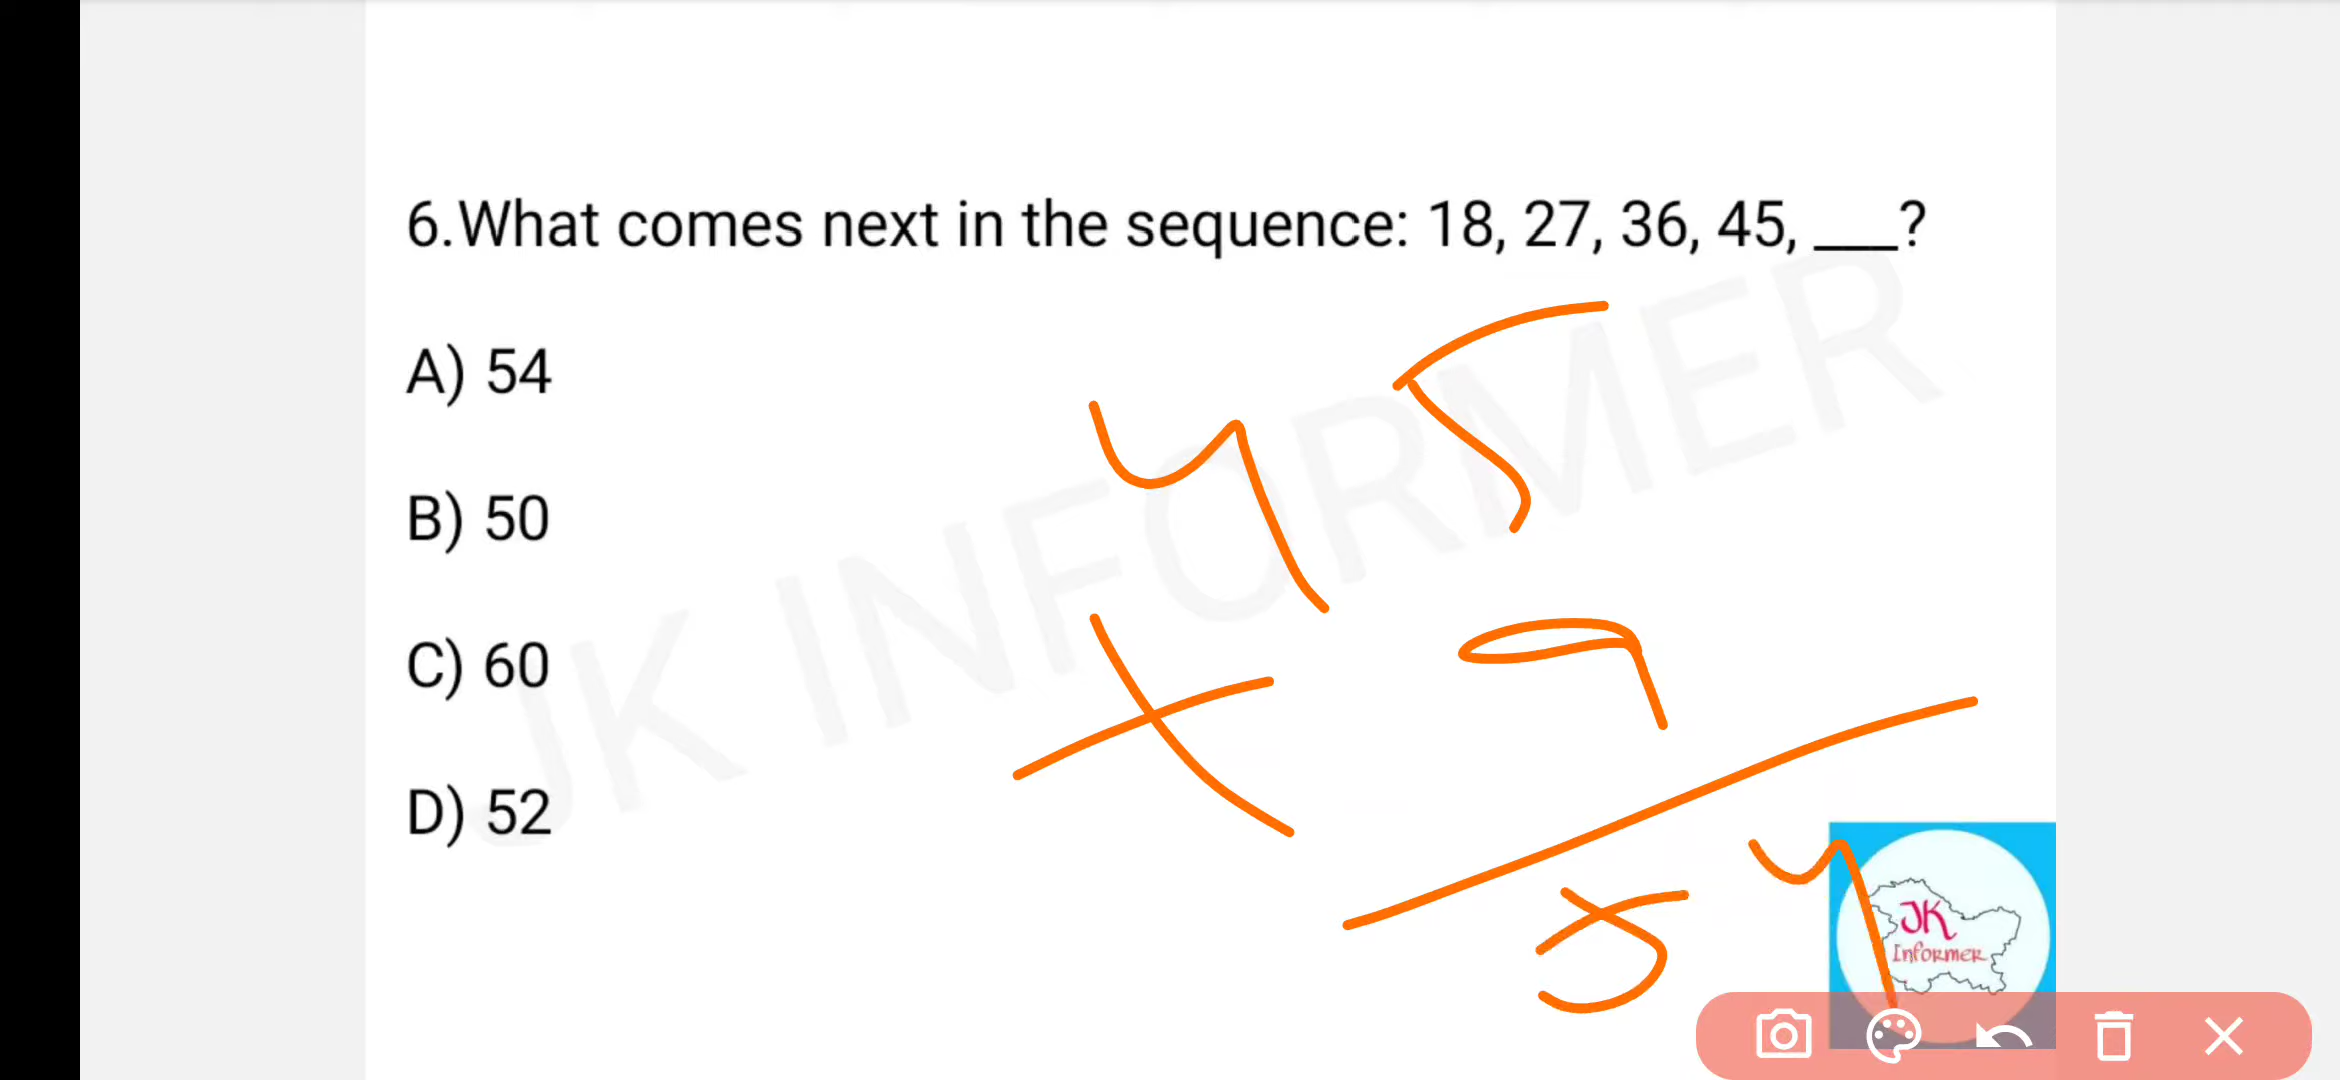 6.What comes next in the sequence: 18, 27, 36, 45, ___?
A) 54
B) 50
C) 60
D) 52
45
+ 9
54
JK INFORMER
JK
Informer